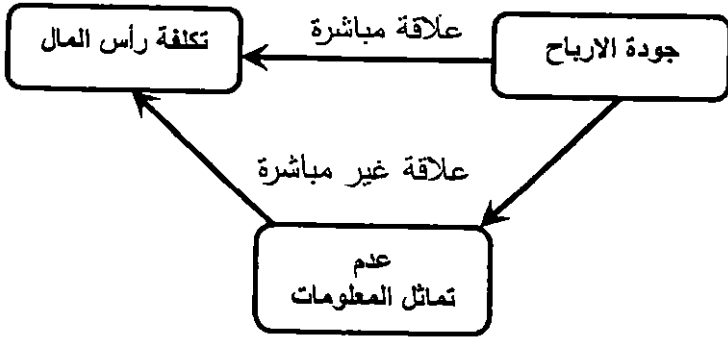 علاقة مباشرة
جودة الارباح
تكلفة رأس المال
علاقة غير مباشرة
عدم
تماثل المعلومات